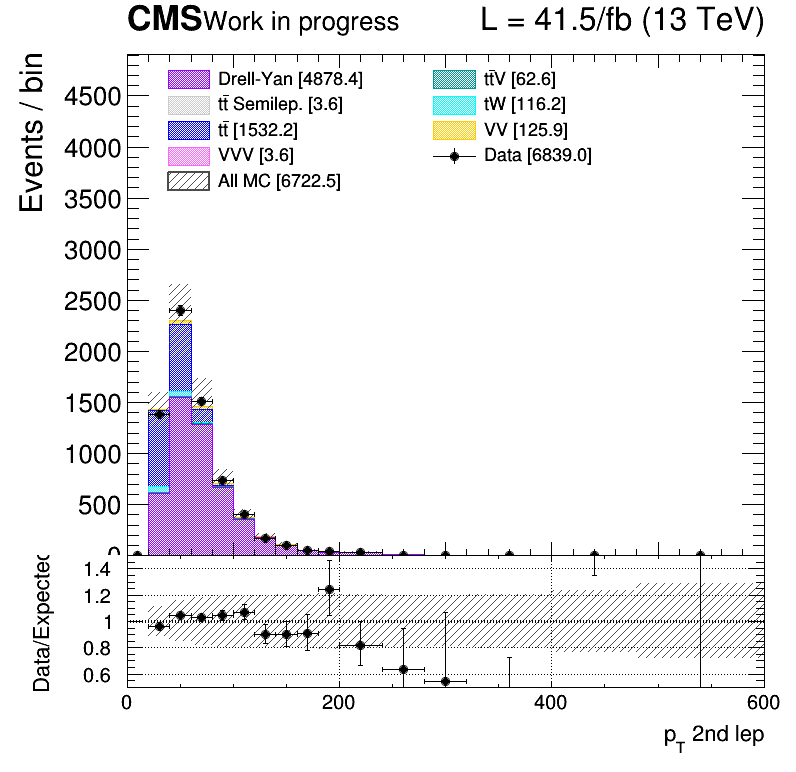 CMS Work in progress L = 41.5/fb (13 TeV)
Events / bin
4500
4000
3500
3000
2500
2000
1500
1000
500
0
Drell-Yan [4878.4]
tt̄ Semilep. [3.6]
tt̄ [1532.2]
VVV [3.6]
All MC [6722.5]
tt̄V [62.6]
tW [116.2]
VV [125.9]
Data [6839.0]
Data/Expected
1.4
1.2
1
0.8
0.6
0 200 400 600
p_T 2nd lep